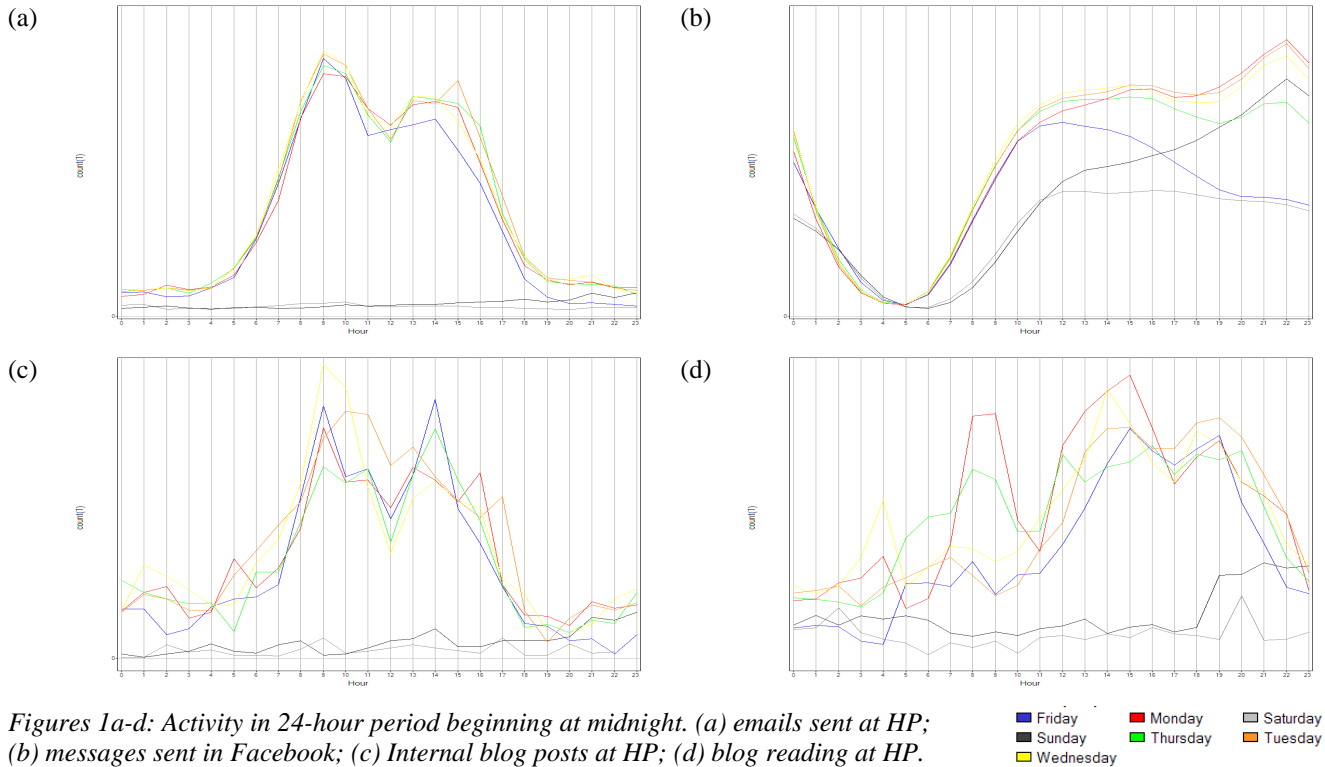 (a)
count(1)
0
0 1 2 3 4 5 6 7 8 9 10 11 12 13 14 15 16 17 18 19 20 21 22 23
Hour
(b)
count(1)
0
0 1 2 3 4 5 6 7 8 9 10 11 12 13 14 15 16 17 18 19 20 21 22 23
Hour
(c)
count(1)
0
0 1 2 3 4 5 6 7 8 9 10 11 12 13 14 15 16 17 18 19 20 21 22 23
Hour
(d)
count(1)
0
0 1 2 3 4 5 6 7 8 9 10 11 12 13 14 15 16 17 18 19 20 21 22 23
Hour
Figures 1a-d: Activity in 24-hour period beginning at midnight. (a) emails sent at HP;
(b) messages sent in Facebook; (c) Internal blog posts at HP; (d) blog reading at HP.
Friday Monday Saturday
Sunday Thursday Tuesday
Wednesday